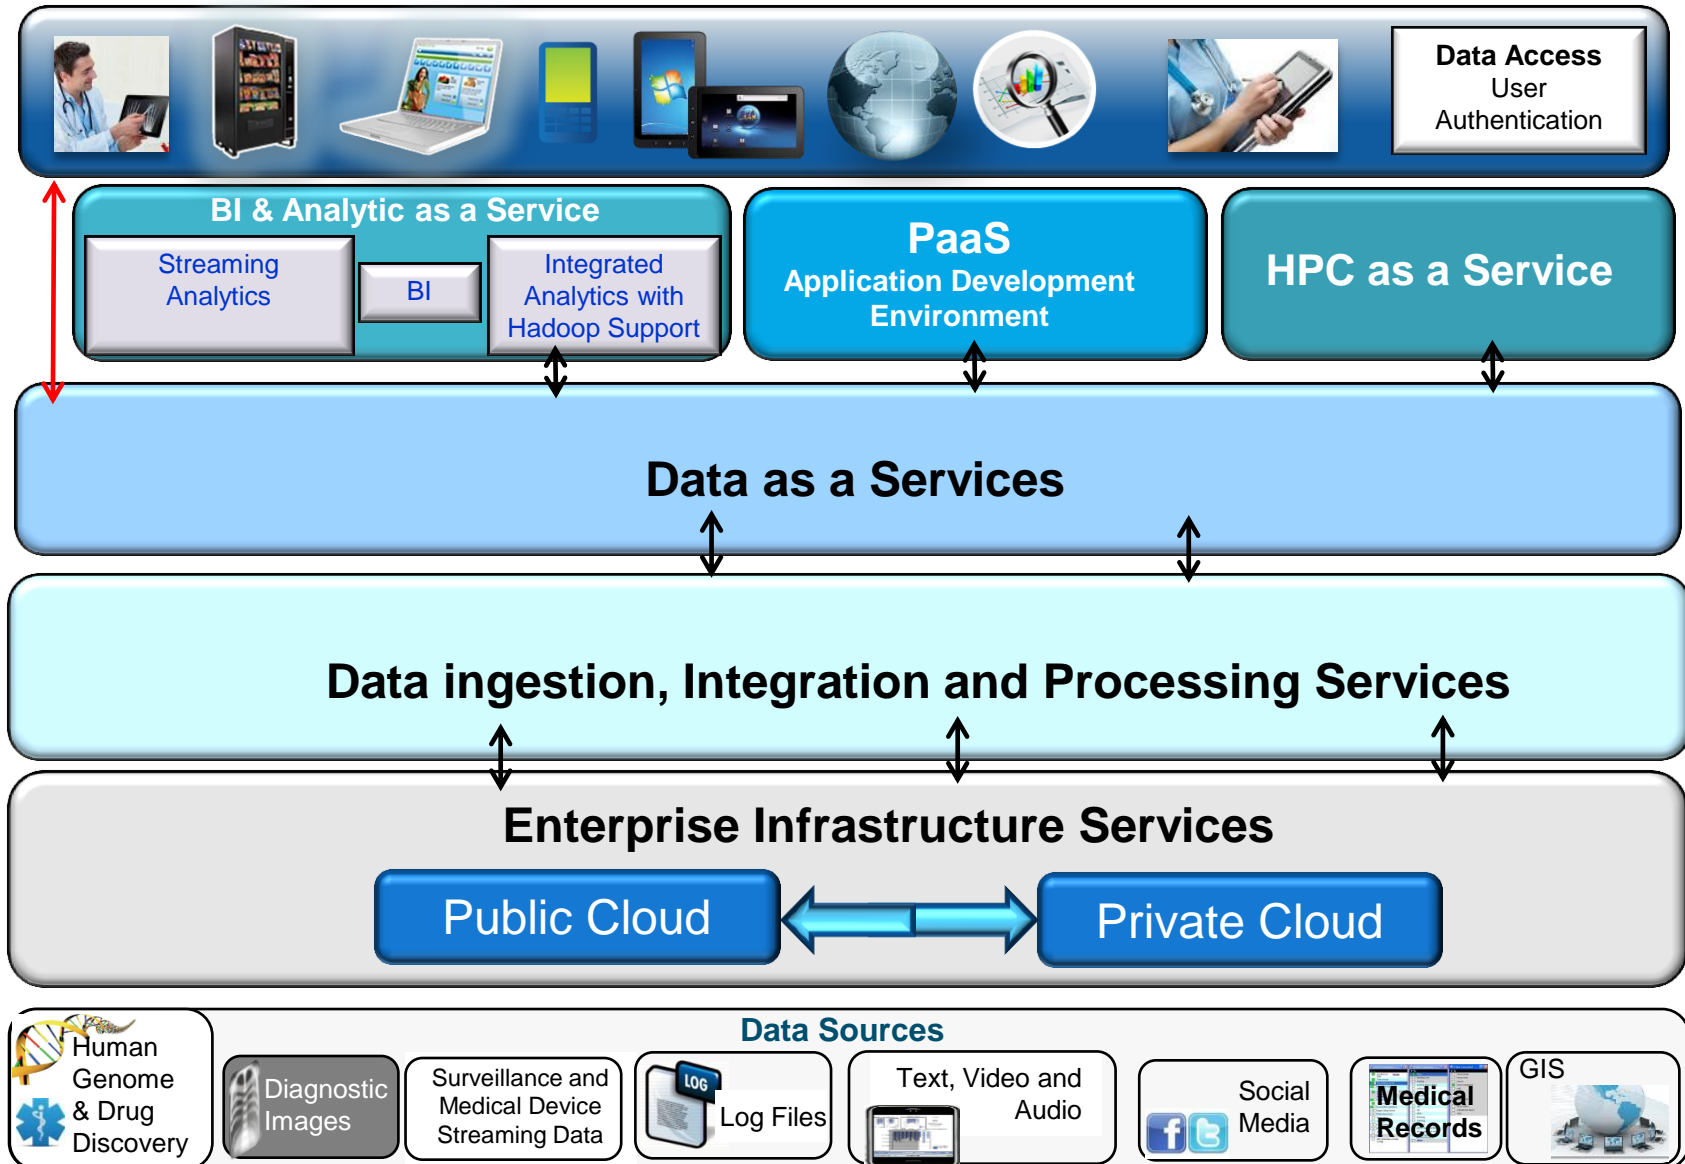 Data Access
User
Authentication
BI & Analytic as a Service
Streaming
Analytics
BI
Integrated
Analytics with
Hadoop Support
PaaS
Application Development
Environment
HPC as a Service
Data as a Services
Data ingestion, Integration and Processing Services
Enterprise Infrastructure Services
Public Cloud
Private Cloud
Data Sources
Human
Genome
& Drug
Discovery
Diagnostic
Images
Surveillance and
Medical Device
Streaming Data
LOG
Log Files
Text, Video and
Audio
Social
Media
Medical
Records
GIS